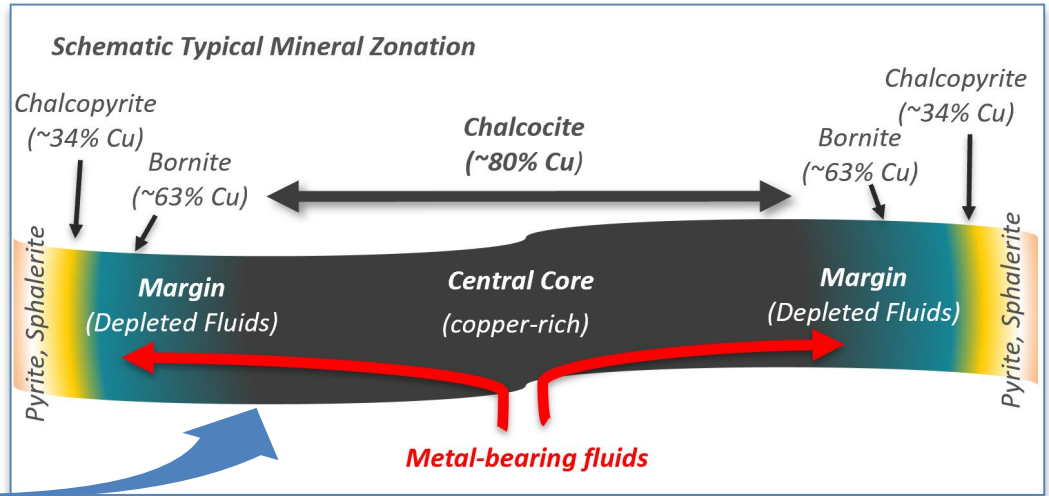 Schematic Typical Mineral Zonation
Chalcopyrite
(~34% Cu)
Bornite
(~63% Cu)
Chalcocite
(~80% Cu)
Chalcopyrite
(~34% Cu)
Bornite
(~63% Cu)
Pyrite, Sphalerite
Margin
(Depleted Fluids)
Central Core
(copper-rich)
Margin
(Depleted Fluids)
Pyrite, Sphalerite
Metal-bearing fluids